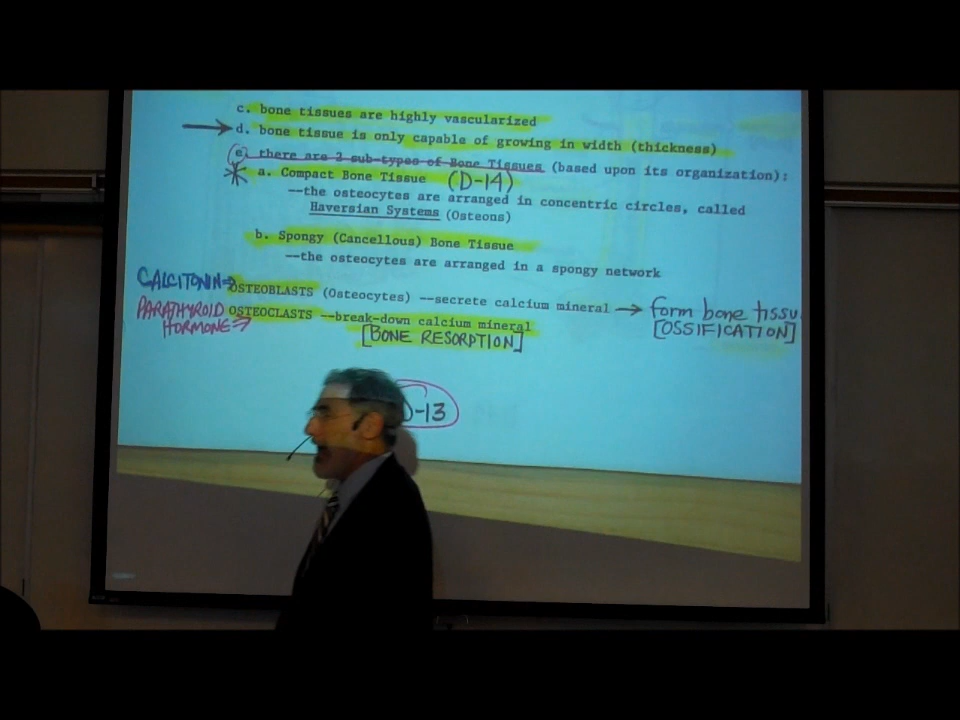 c. bone tissues are highly vascularized
d. bone tissue is only capable of growing in width (thickness)
(e) there are 2 sub-types of Bone Tissues (based upon its organization):
a. Compact Bone Tissue (D-14)
--the osteocytes are arranged in concentric circles, called
Haversian Systems (Osteons)
b. Spongy (Cancellous) Bone Tissue
--the osteocytes are arranged in a spongy network
CALCITONIN⇒ OSTEOBLASTS (Osteocytes) --secrete calcium mineral → form bone tissu
PARATHYROID OSTEOCLASTS --break-down calcium mineral [OSSIFICATION]
HORMONE⇒ [BONE RESORPTION]
D-13